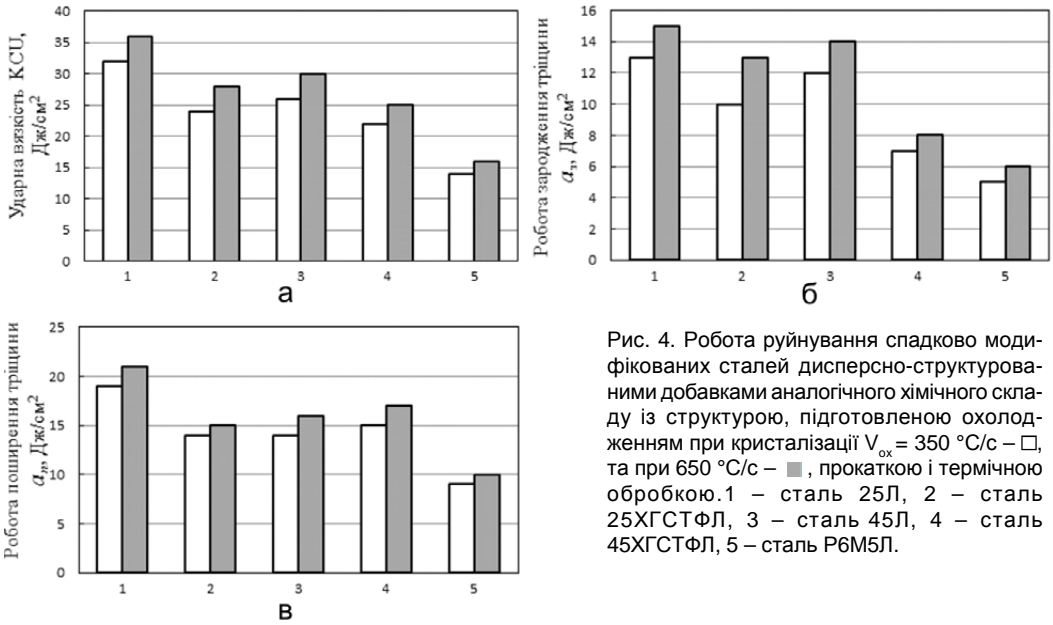 Ударна вязкість KCU,
Дж/см²
40
35
30
25
20
15
10
5
0
1 2 3 4 5
а
Робота зародження тріщини
aз, Дж/см²
16
14
12
10
8
6
4
2
0
1 2 3 4 5
б
Робота поширення тріщини
aп, Дж/см²
25
20
15
10
5
0
1 2 3 4 5
в
Рис. 4. Робота руйнування спадково моди-
фікованих сталей дисперсно-структурова-
ними добавками аналогічного хімічного скла-
ду із структурою, підготовленою охолод-
женням при кристалізації Vох = 350 °С/с – □,
та при 650 °С/с – ■ , прокаткою і термічною
обробкою.1 – сталь 25Л, 2 – сталь
25ХГСТФЛ, 3 – сталь 45Л, 4 – сталь
45ХГСТФЛ, 5 – сталь Р6М5Л.